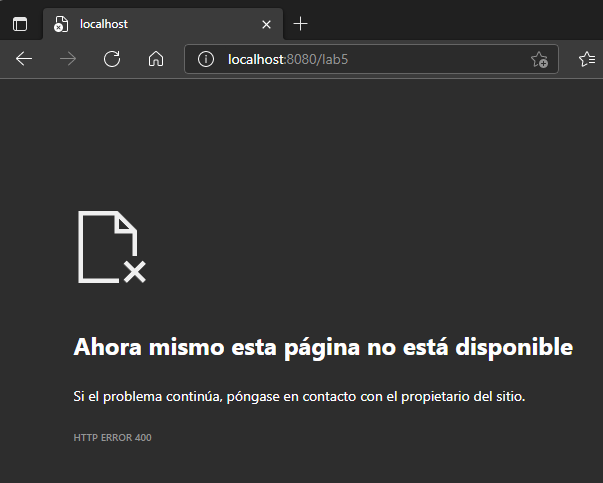 localhost
localhost:8080/lab5
Ahora mismo esta página no está disponible
Si el problema continúa, póngase en contacto con el propietario del sitio.
HTTP ERROR 400